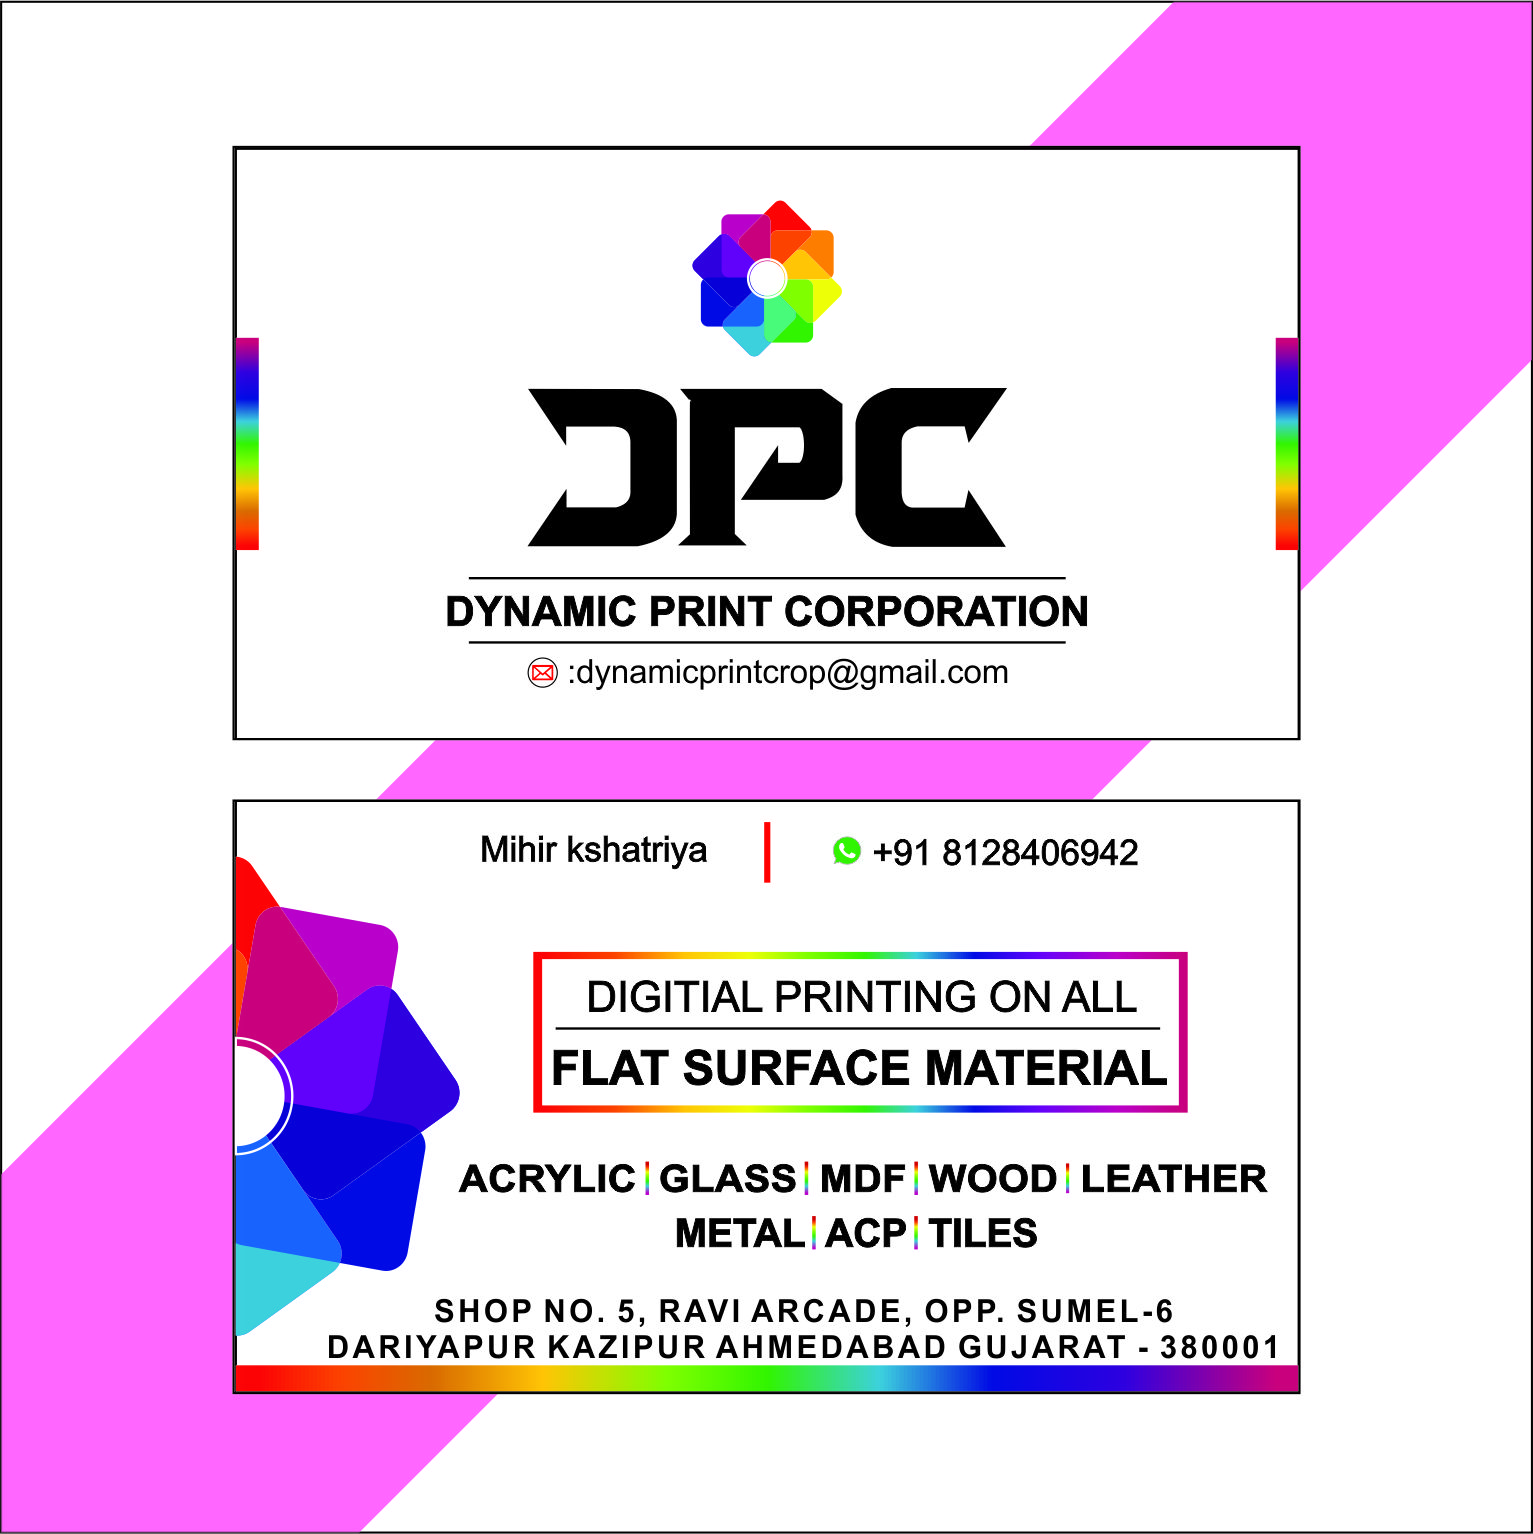 DPC
DYNAMIC PRINT CORPORATION
:dynamicprintcrop@gmail.com
Mihir kshatriya
+91 8128406942
DIGITIAL PRINTING ON ALL
FLAT SURFACE MATERIAL
ACRYLIC GLASS MDF WOOD LEATHER
METAL ACP TILES
SHOP NO. 5, RAVI ARCADE, OPP. SUMEL-6
DARIYAPUR KAZIPUR AHMEDABAD GUJARAT - 380001